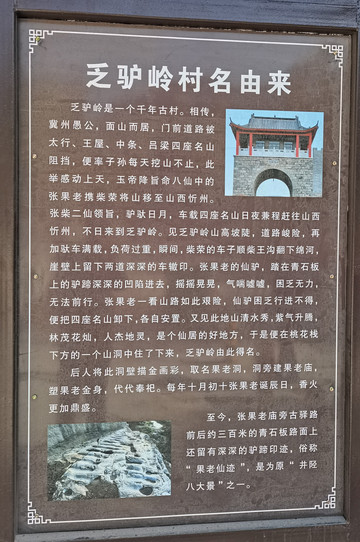 乏驴岭村名由来
乏驴岭是一个千年古村。相传，
冀州愚公，面山而居，门前道路被
太行、王屋、中条、吕梁四座名山
阻挡，便率子孙每天挖山不止，此
举感动上天，玉帝降旨命八仙中的
张果老携柴荣将山移至山西忻州。
张柴二仙领旨，驴驮日月，车载四座名山日夜兼程赶往山西
忻州，不日来到乏驴岭。见乏驴岭山高坡陡，道路峻险，再
加驮车满载，负荷过重，瞬间，柴荣的车子顺柴王沟翻下绵河，
崖壁上留下两道深深的车辙印。张果老的仙驴，踏在青石板
上的驴蹄深深的凹陷进去，摇摇晃晃，气喘嘘嘘，困乏无力，
无法前行。张果老一看山路如此艰险，仙驴困乏行进不得，
便把四座名山卸下，各自安置。又见此地山清水秀，紫气升腾，
林茂花灿，人杰地灵，是个仙居的好地方，于是便在桃花栈
下方的一个山洞中住了下来，乏驴岭由此得名。
后人将此洞壁描金画彩，取名果老洞，洞旁建果老庙，
塑果老金身，代代奉祀。每年十月初十张果老诞辰日，香火
更加鼎盛。
至今，张果老庙旁古驿路
前后约三百米的青石板路面上
还留有深深的驴蹄印迹，俗称
“果老仙迹”，是为原“井陉
八大景”之一。